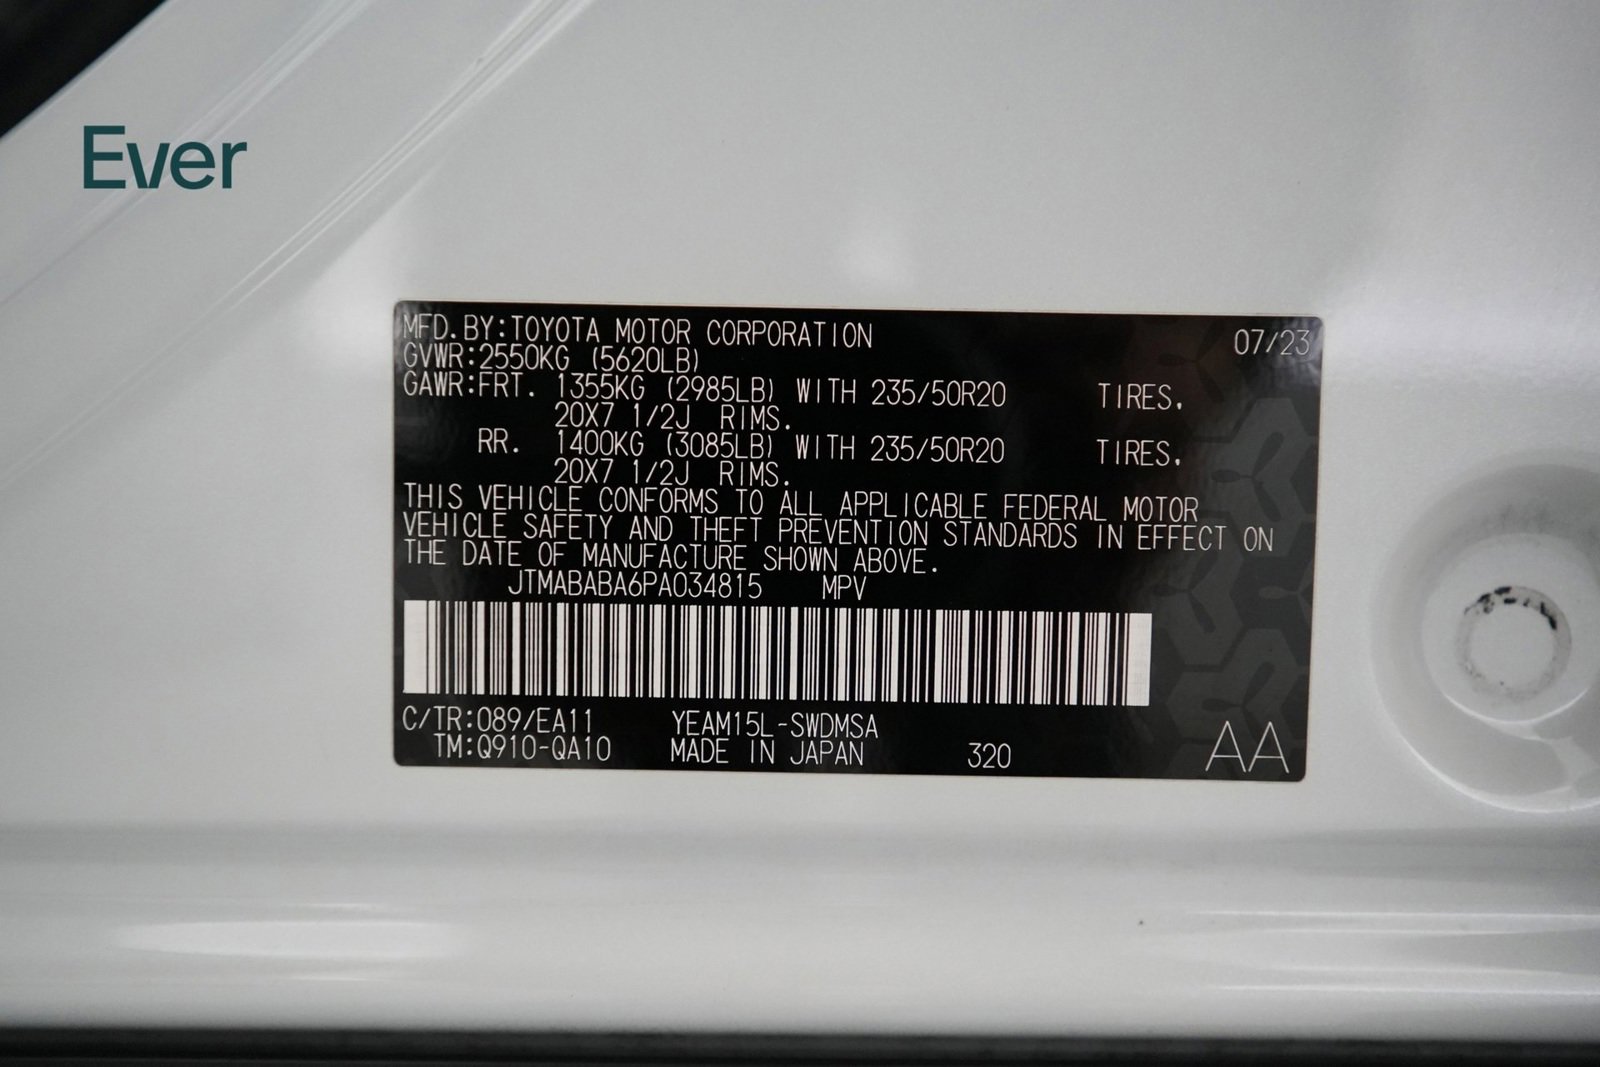 Ever
MFD.BY:TOYOTA MOTOR CORPORATION 07/23
GVWR:2550KG (5620LB)
GAWR:FRT. 1355KG (2985LB) WITH 235/50R20 TIRES.
20X7 1/2J RIMS.
RR. 1400KG (3085LB) WITH 235/50R20 TIRES.
20X7 1/2J RIMS.
THIS VEHICLE CONFORMS TO ALL APPLICABLE FEDERAL MOTOR
VEHICLE SAFETY AND THEFT PREVENTION STANDARDS IN EFFECT ON
THE DATE OF MANUFACTURE SHOWN ABOVE.
JTMABABA6PA034815 MPV
C/TR:089/EA11 YEAM15L-SWDMSA
TM:Q910-QA10 MADE IN JAPAN 320 AA